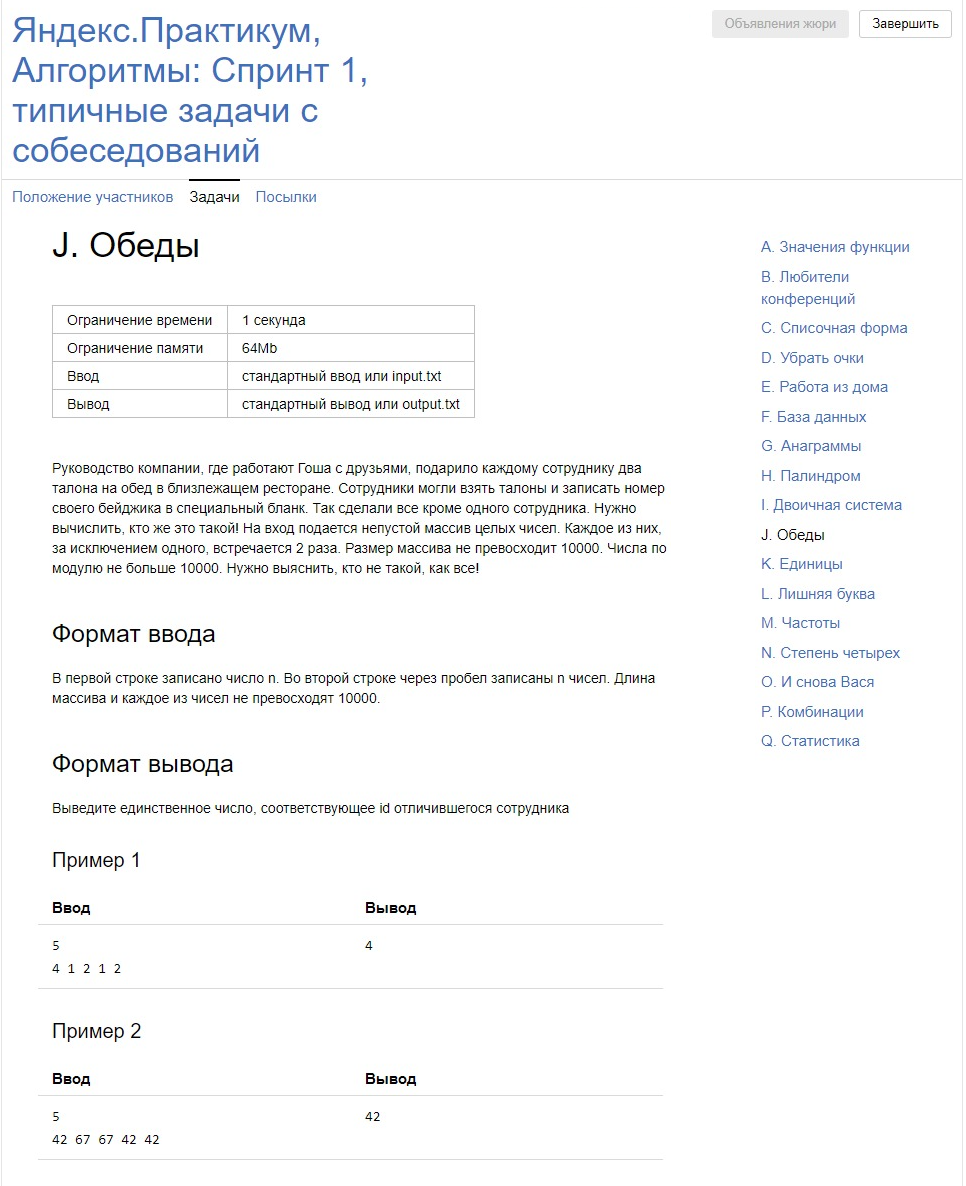 Яндекс.Практикум,
Алгоритмы: Спринт 1,
типичные задачи с
собеседований
Объявления жюри
Завершить
Положение участников Задачи Посылки
J. Обеды
Ограничение времени 1 секунда
Ограничение памяти 64Mb
Ввод стандартный ввод или input.txt
Вывод стандартный вывод или output.txt
Руководство компании, где работают Гоша с друзьями, подарило каждому сотруднику два
талона на обед в близлежащем ресторане. Сотрудники могли взять талоны и записать номер
своего бейджика в специальный бланк. Так сделали все кроме одного сотрудника. Нужно
вычислить, кто же это такой! На вход подается непустой массив целых чисел. Каждое из них,
за исключением одного, встречается 2 раза. Размер массива не превосходит 10000. Числа по
модулю не больше 10000. Нужно выяснить, кто не такой, как все!
Формат ввода
В первой строке записано число n. Во второй строке через пробел записаны n чисел. Длина
массива и каждое из чисел не превосходят 10000.
Формат вывода
Выведите единственное число, соответствующее id отличившегося сотрудника
Пример 1
Ввод Вывод
5 4
4 1 2 1 2
Пример 2
Ввод Вывод
5 42
42 67 67 42 42
A. Значения функции
B. Любители
конференций
C. Списочная форма
D. Убрать очки
E. Работа из дома
F. База данных
G. Анаграммы
H. Палиндром
I. Двоичная система
J. Обеды
K. Единицы
L. Лишняя буква
M. Частоты
N. Степень четырех
O. И снова Вася
P. Комбинации
Q. Статистика